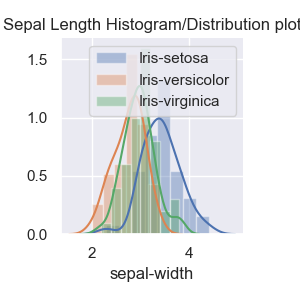 Sepal Length Histogram/Distribution plot
Iris-setosa
Iris-versicolor
Iris-virginica
1.5
1.0
0.5
0.0
2 4
sepal-width